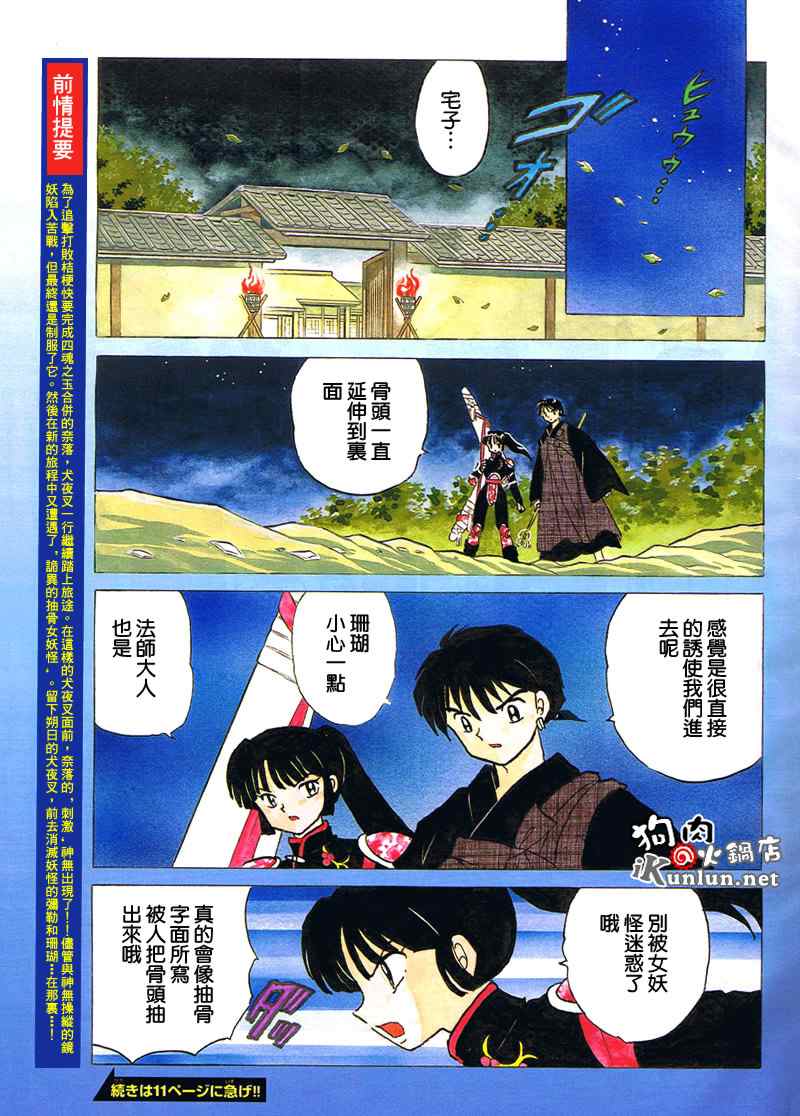 宅子…
ヒュウゥゥ…
ゴオォ…
骨頭一直
延伸到裏
面
感覺是很直接
的誘使我們進
去呢
珊瑚
小心一點
法師大人
也是
別被女妖
怪迷惑了
哦
真的會像抽骨
字面所寫
被人把骨頭抽
出來哦
ダッ
前情提要
為了追擊打敗桔梗快要完成四魂之玉合併的奈落，犬夜叉一行繼續踏上旅途。在這樣的犬夜叉面前，奈落的，刺激，神無出現了！！儘管與神無操縱的鏡
妖陷入苦戰，但最終還是制服了它。然後在新的旅程中又遭遇了，詭異的抽骨女妖怪，。留下朔日的犬夜叉，前去消滅妖怪的彌勒和珊瑚…在那裏…！
狗肉@火鍋店
iKunlun.net
続きは11ページに急げ!!